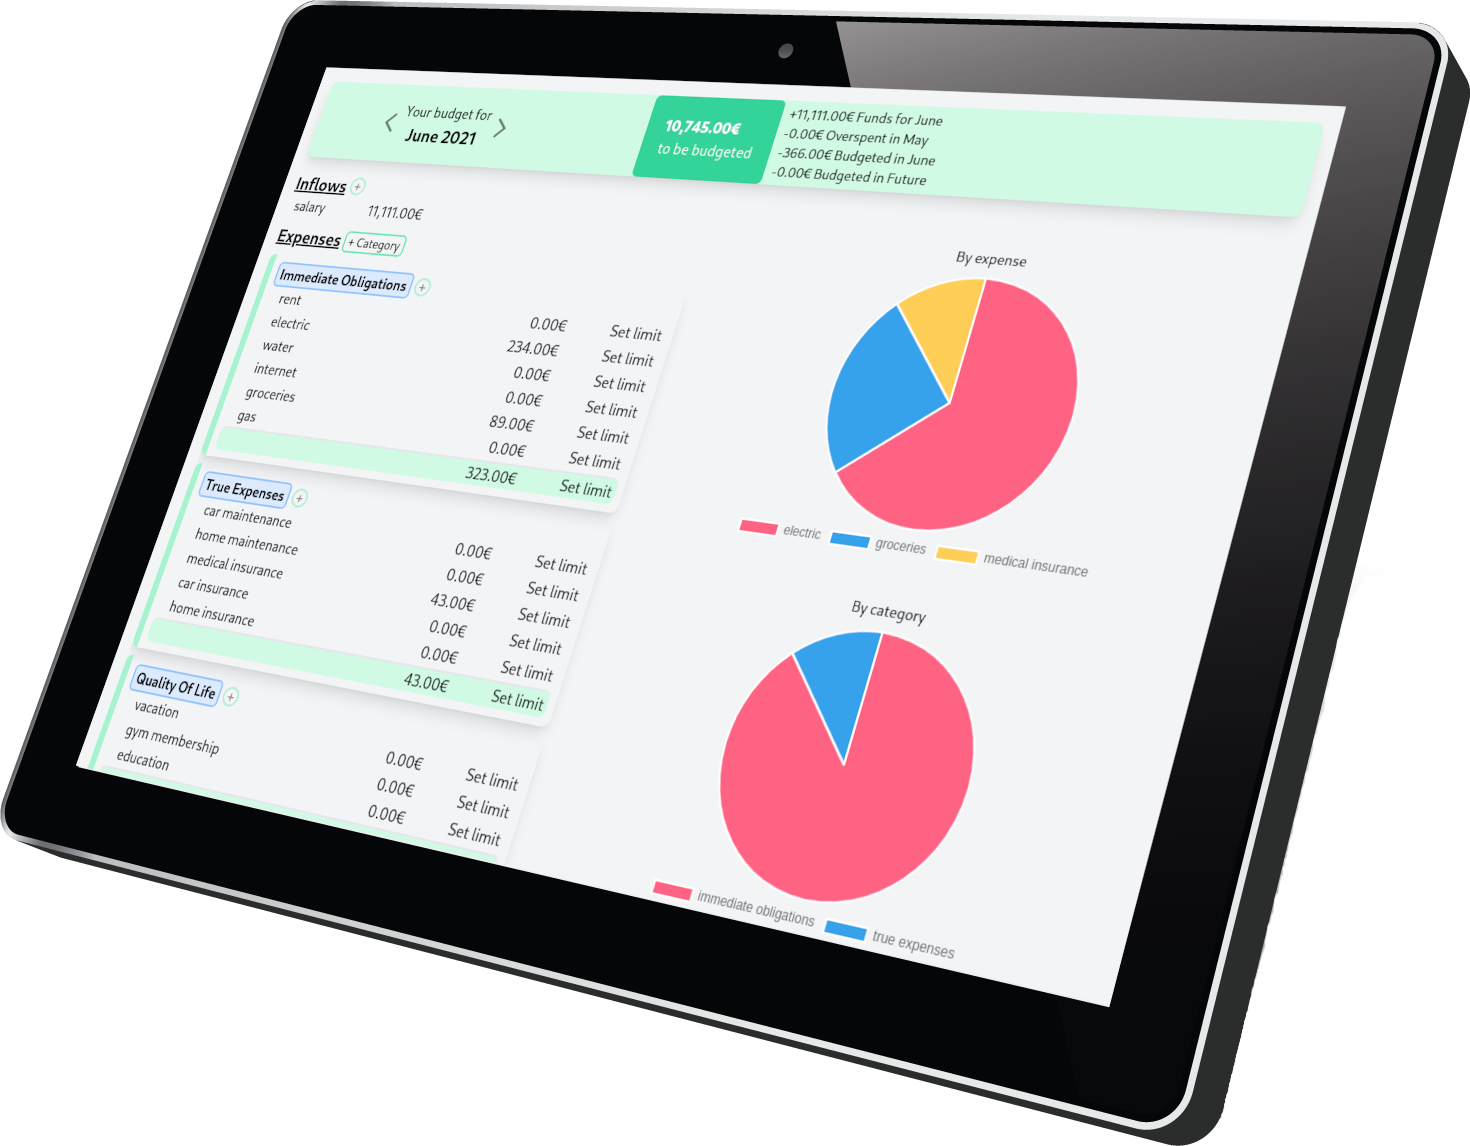 Your budget for
June 2021
10,745.00€
to be budgeted
+11,111.00€ Funds for June
-0.00€ Overspent in May
-366.00€ Budgeted in June
-0.00€ Budgeted in Future
Inflows +
salary 11,111.00€
Expenses + Category
Immediate Obligations +
rent 0.00€ Set limit
electric 234.00€ Set limit
water 0.00€ Set limit
internet 0.00€ Set limit
groceries 89.00€ Set limit
gas 0.00€ Set limit
323.00€ Set limit
True Expenses +
car maintenance 0.00€ Set limit
home maintenance 0.00€ Set limit
medical insurance 43.00€ Set limit
car insurance 0.00€ Set limit
home insurance 0.00€ Set limit
43.00€ Set limit
Quality Of Life +
vacation 0.00€ Set limit
gym membership 0.00€ Set limit
education 0.00€ Set limit
By expense
electric groceries medical insurance
By category
immediate obligations true expenses